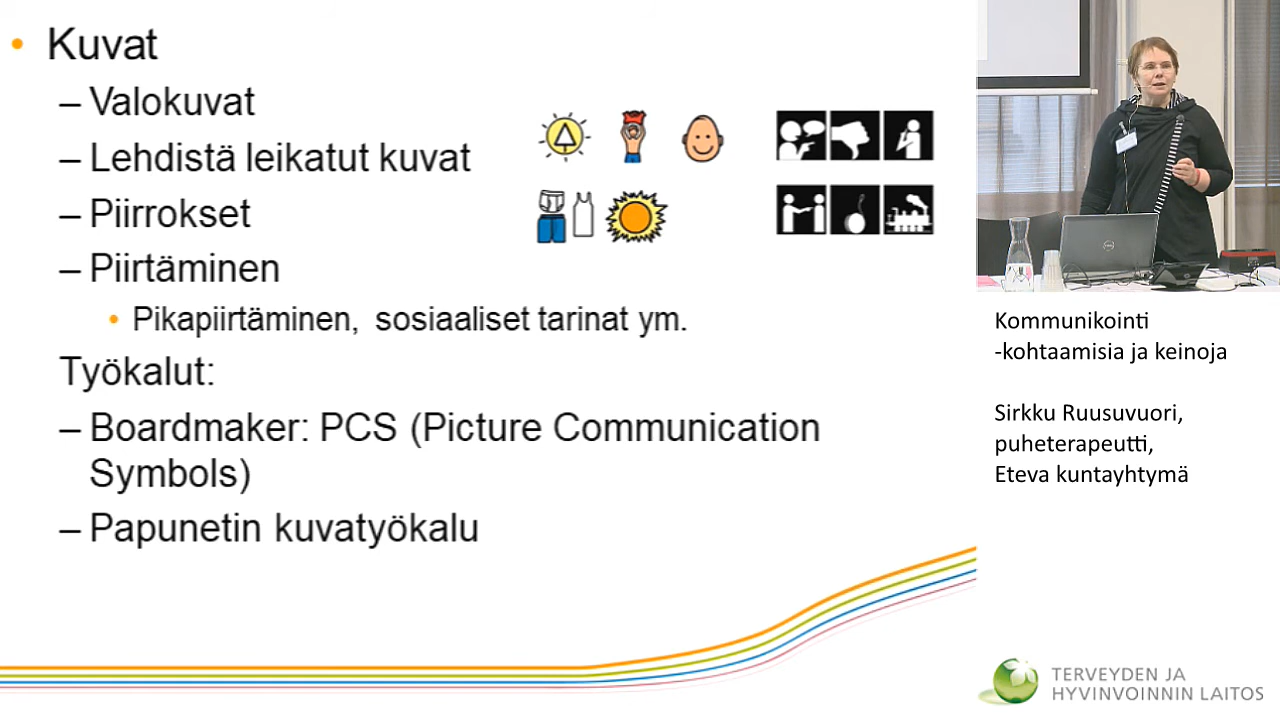 • Kuvat
– Valokuvat
– Lehdistä leikatut kuvat
– Piirrokset
– Piirtäminen
• Pikapiirtäminen, sosiaaliset tarinat ym.
Työkalut:
– Boardmaker: PCS (Picture Communication
Symbols)
– Papunetin kuvatyökalu
Kommunikointi
-kohtaamisia ja keinoja
Sirkku Ruusuvuori,
puheterapeutti,
Eteva kuntayhtymä
TERVEYDEN JA
HYVINVOINNIN LAITOS